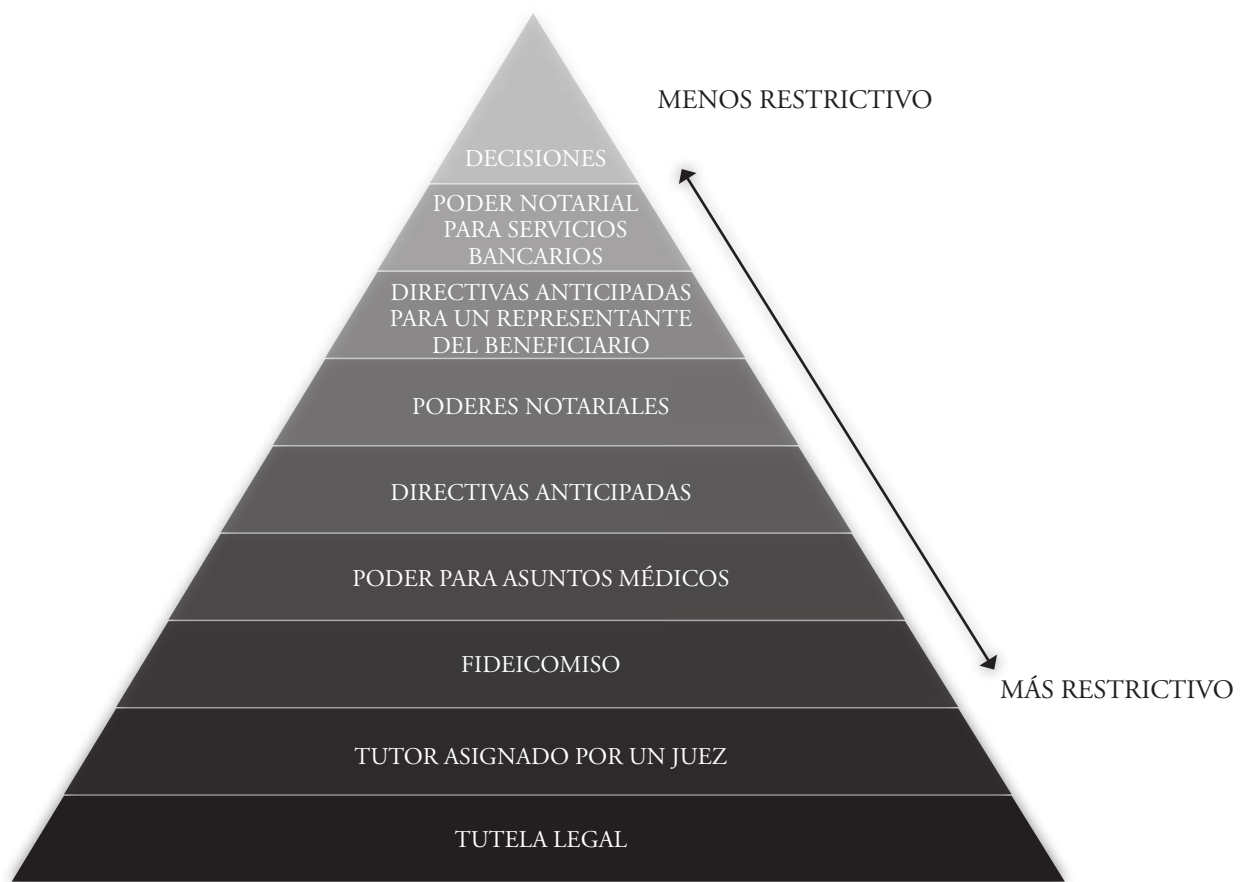 MENOS RESTRICTIVO
DECISIONES
PODER NOTARIAL
PARA SERVICIOS
BANCARIOS
DIRECTIVAS ANTICIPADAS
PARA UN REPRESENTANTE
DEL BENEFICIARIO
PODERES NOTARIALES
DIRECTIVAS ANTICIPADAS
PODER PARA ASUNTOS MÉDICOS
FIDEICOMISO
MÁS RESTRICTIVO
TUTOR ASIGNADO POR UN JUEZ
TUTELA LEGAL